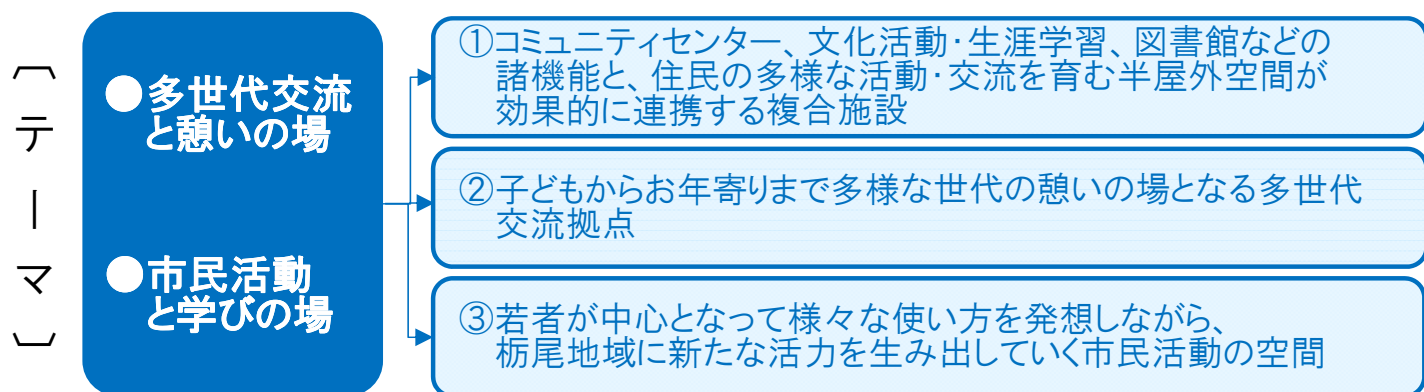 〔テーマ〕
●多世代交流
と憩いの場
●市民活動
と学びの場
①コミュニティセンター、文化活動・生涯学習、図書館などの
諸機能と、住民の多様な活動・交流を育む半屋外空間が
効果的に連携する複合施設
②子どもからお年寄りまで多様な世代の憩いの場となる多世代
交流拠点
③若者が中心となって様々な使い方を発想しながら、
栃尾地域に新たな活力を生み出していく市民活動の空間